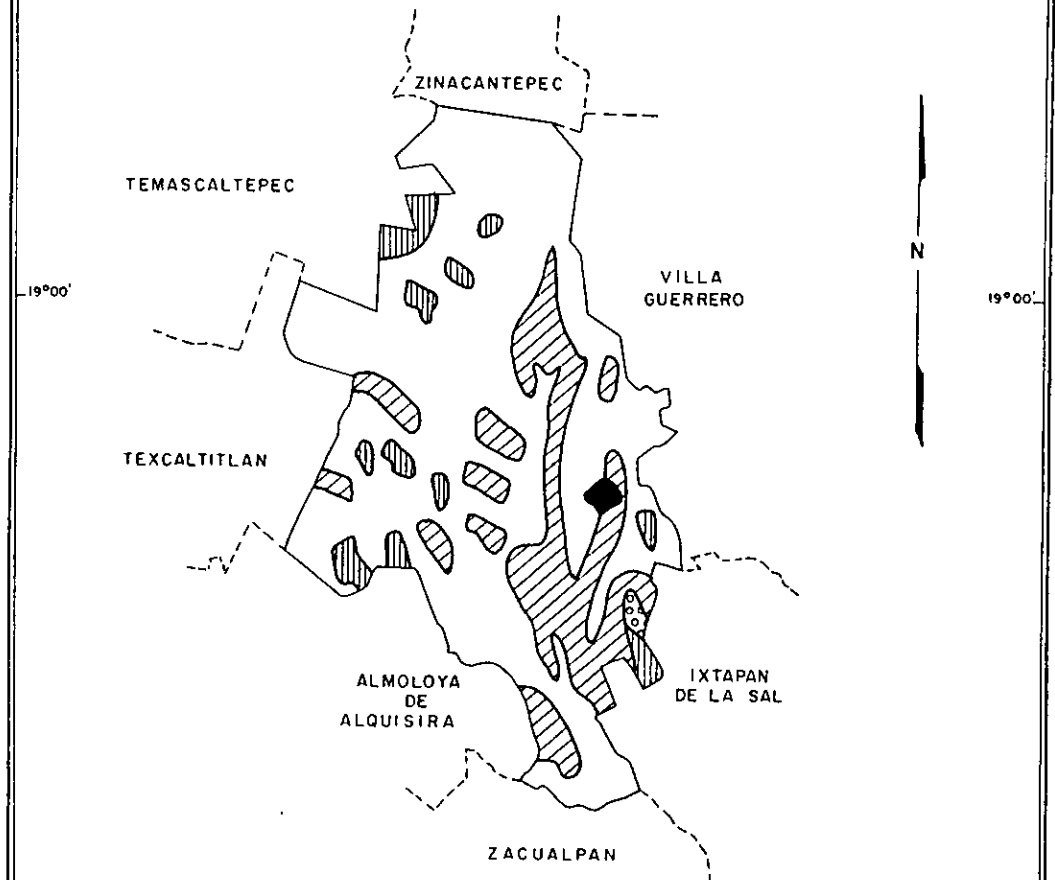 ZINACANTEPEC
TEMASCALTEPEC
N
VILLA
GUERRERO
19°00'
19°00'
TEXCALTITLAN
ALMOLOYA
DE
ALQUISIRA
IXTAPAN
DE LA SAL
ZACUALPAN